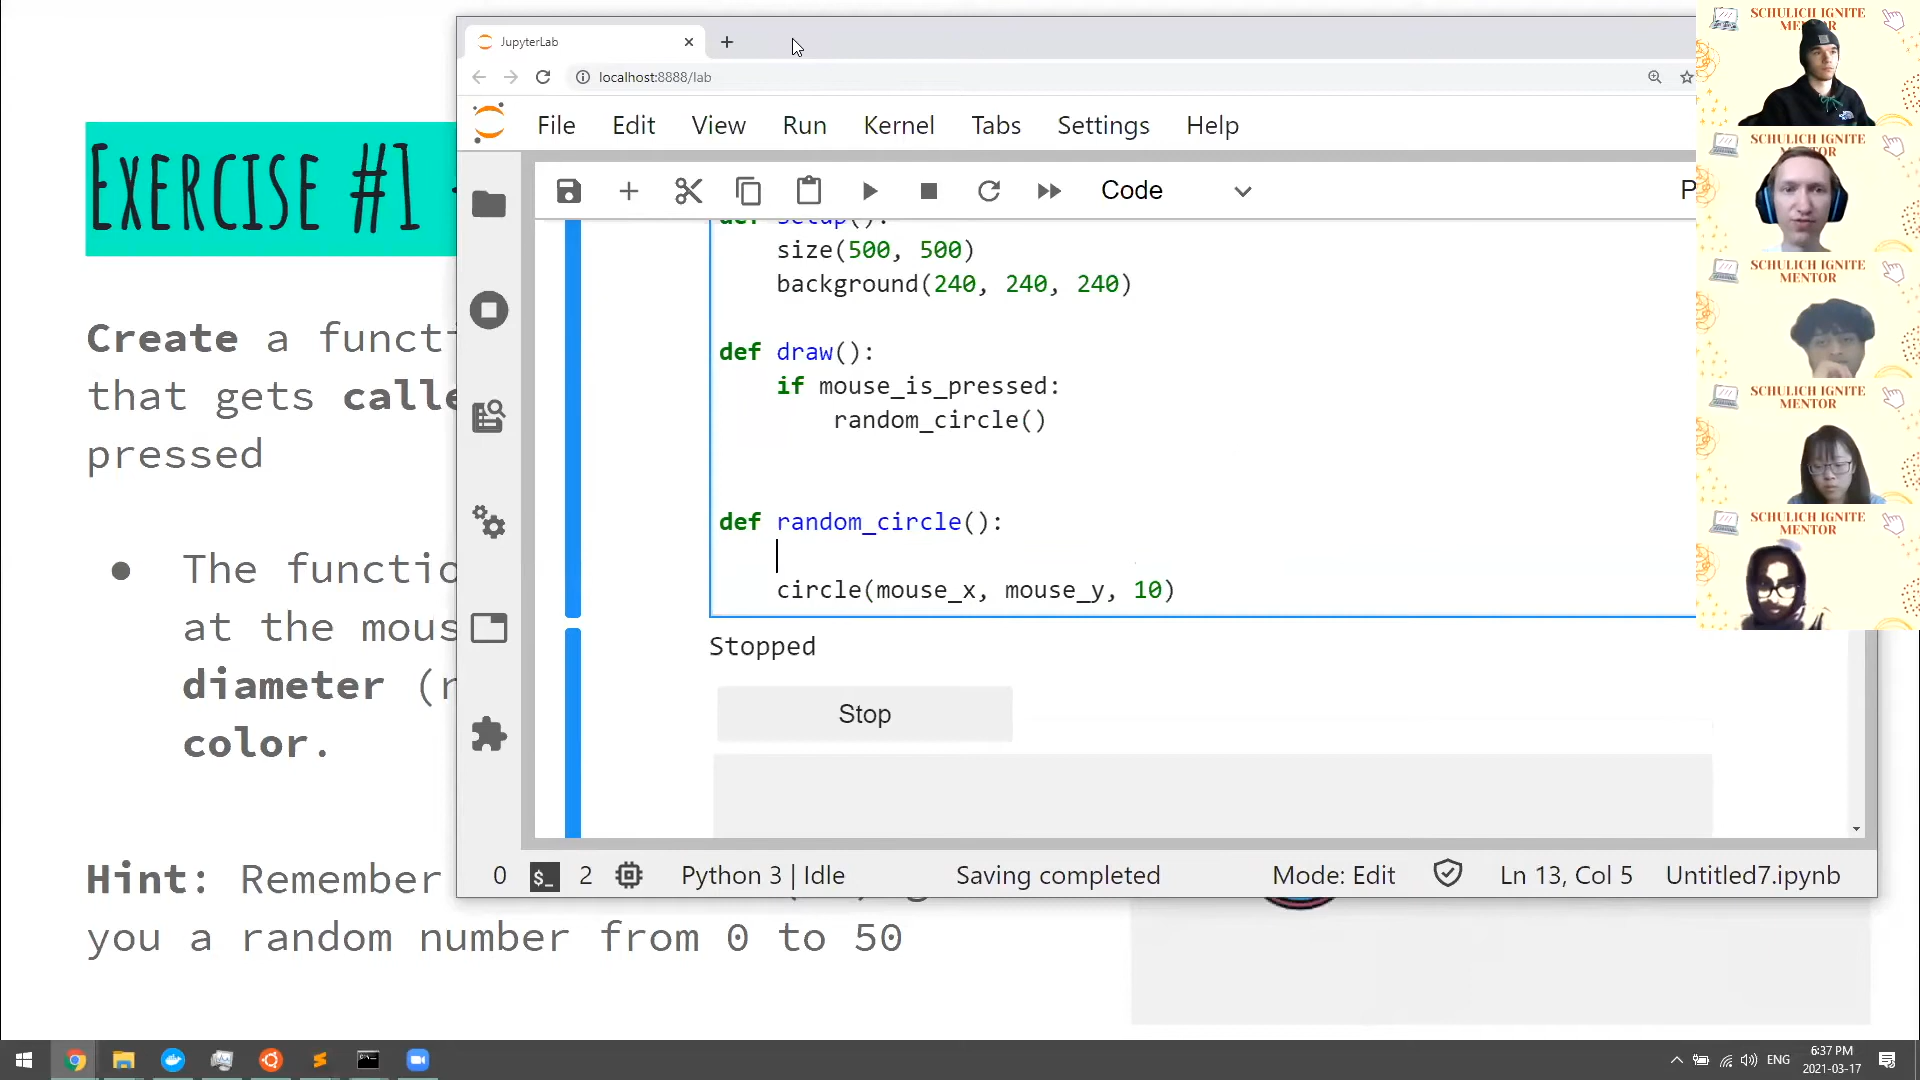 JupyterLab
localhost:8888/lab
File Edit View Run Kernel Tabs Settings Help
Code
size(500, 500)
background(240, 240, 240)
def draw():
if mouse_is_pressed:
random_circle()
def random_circle():
circle(mouse_x, mouse_y, 10)
Stopped
Stop
0 $_ 2 Python 3 | Idle Saving completed Mode: Edit Ln 13, Col 5 Untitled7.ipynb
EXERCISE #1
Create a functi
that gets calle
pressed
The functio
at the mous
diameter (r
color.
Hint: Remember
you a random number from 0 to 50
SCHULICH IGNITE
MENTOR
SCHULICH IGNITE
MENTOR
SCHULICH IGNITE
MENTOR
SCHULICH IGNITE
MENTOR
SCHULICH IGNITE
MENTOR
ENG
6:37 PM
2021-03-17